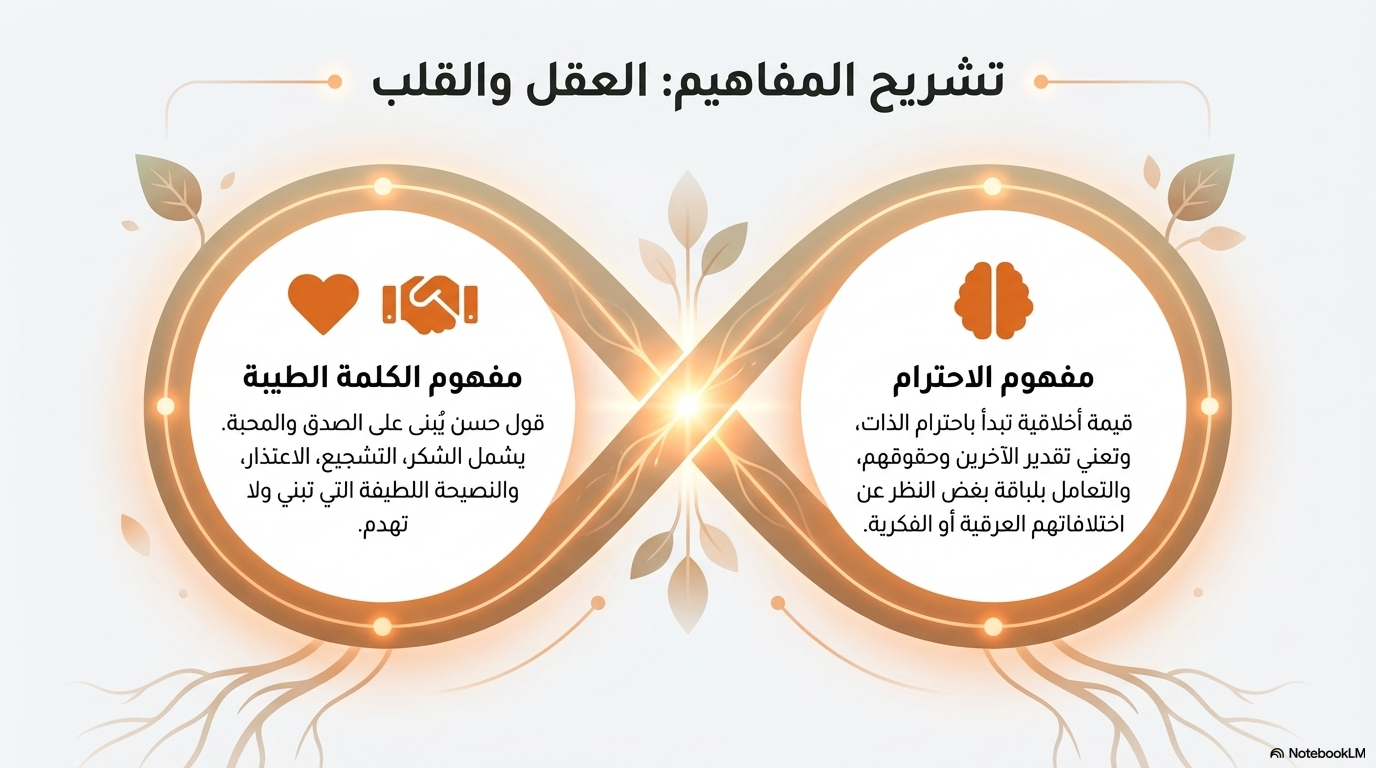 تشريح المفاهيم: العقل والقلب
مفهوم الاحترام
قيمة أخلاقية تبدأ باحترام الذات،
وتعني تقدير الآخرين وحقوقهم،
والتعامل بلباقة بغض النظر عن
اختلافاتهم العرقية أو الفكرية.
مفهوم الكلمة الطيبة
قول حسن يُبنى على الصدق والمحبة.
يشمل الشكر، التشجيع، الاعتذار،
والنصيحة اللطيفة التي تبني ولا
تهدم.
NotebookLM